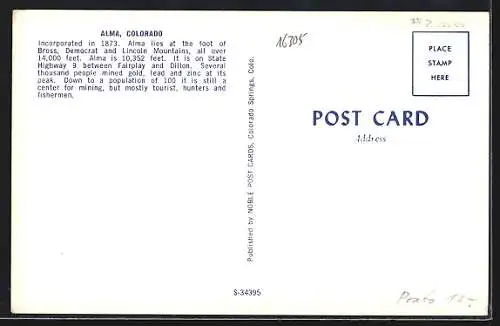 ALMA, COLORADO
Incorporated in 1873. Alma lies at the foot of
Bross, Democrat and Lincoln Mountains, all over
14,000 feet. Alma is 10,352 feet. It is on State
Highway 9 between Fairplay and Dillon. Several
thousand people mined gold, lead and zinc at its
peak. Down to a population of 100 it is still a
center for mining, but mostly tourist, hunters and
fishermen.
S-34395
Published by NOBLE POST CARDS, Colorado Springs, Colo.
16205
PLACE
STAMP
HERE
POST CARD
Address